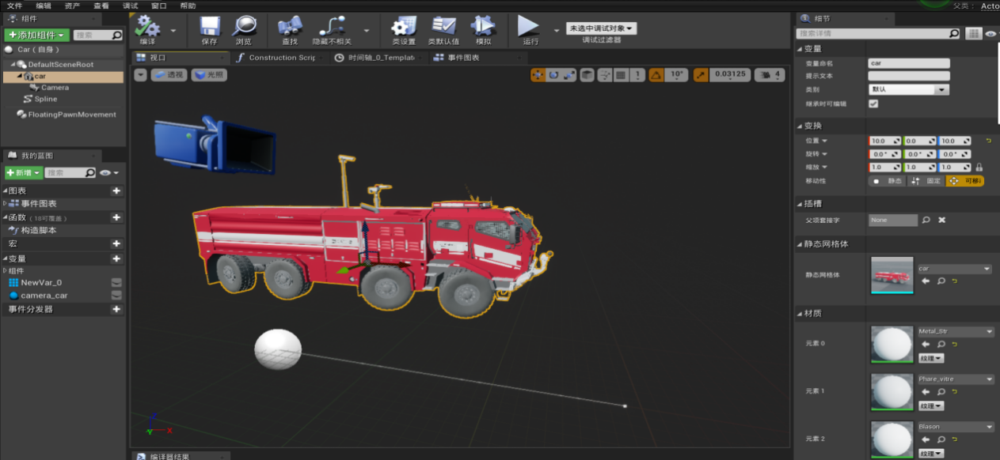 文件 编辑 资产 查看 调试 窗口 帮助
父类: Acto
组件
+添加组件 搜索
Car(自身)
DefaultSceneRoot
car
Camera
Spline
FloatingPawnMovement
我的蓝图
+新增 搜索
图表
事件图表
函数 (18可覆盖)
构造脚本
宏
变量
组件
NewVar_0
camera_car
事件分发器
编译 保存 浏览 查找 隐藏不相关 类设置 类默认值 模拟 运行
未选中调试对象
调试过滤器
视口 Construction Scrip 时间轴_0_Templat 事件图表
透视 光照
1 10° 0.03125 4
Z
Y X
编译器结果
细节
搜索详情
变量
变量命名 car
提示文本
类别 默认
继承时可编辑
变换
位置 10.0 0.0 10.0
旋转 0.0° 0.0° 0.0°
缩放 1.0 1.0 1.0
移动性 静态 固定 可移
插槽
父项套接字 None
静态网格体
静态网格体 car
材质
元素 0 Metal_Str
纹理
元素 1 Phare_vitre
纹理
元素 2 Blason
纹理